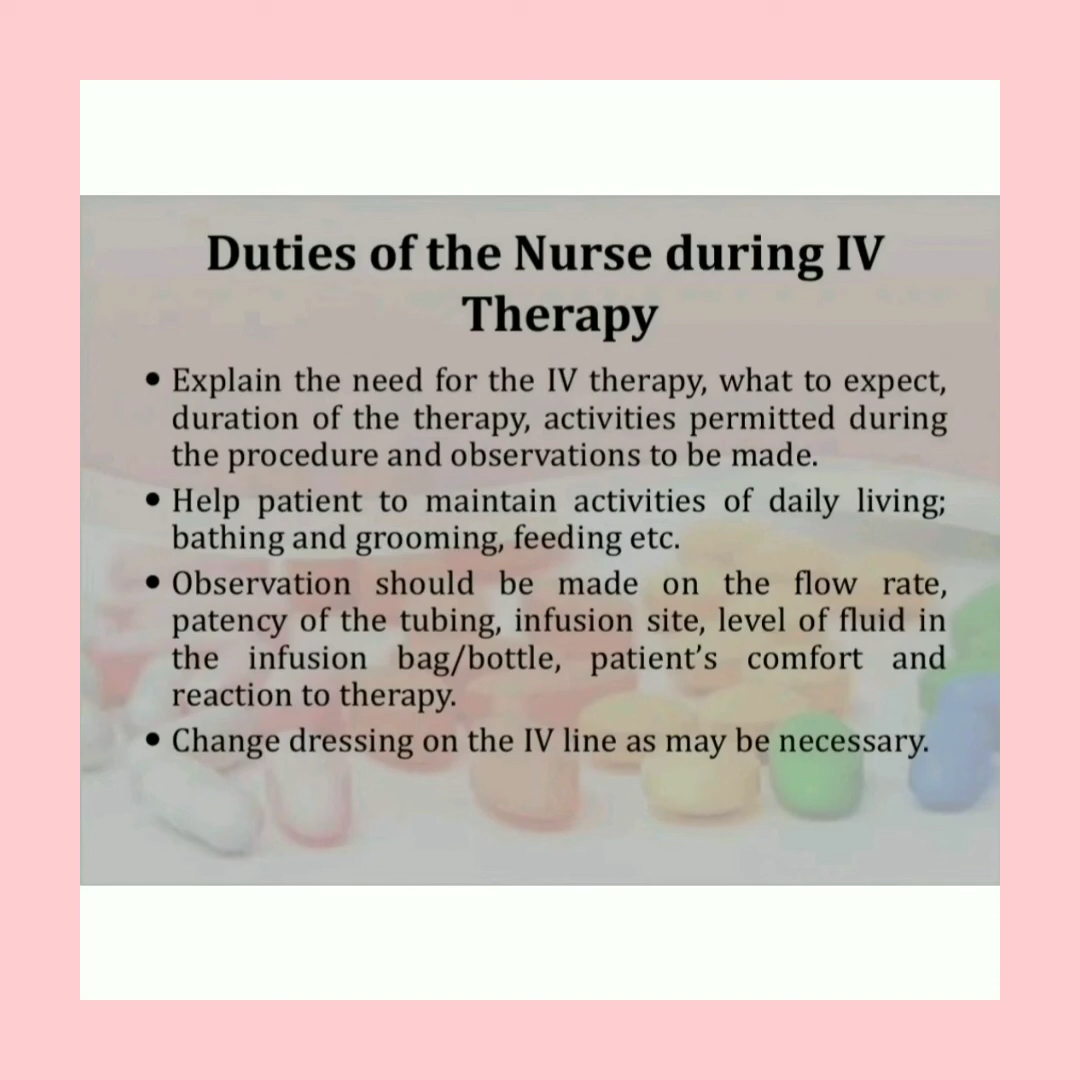 Duties of the Nurse during IV
Therapy
• Explain the need for the IV therapy, what to expect,
duration of the therapy, activities permitted during
the procedure and observations to be made.
• Help patient to maintain activities of daily living;
bathing and grooming, feeding etc.
• Observation should be made on the flow rate,
patency of the tubing, infusion site, level of fluid in
the infusion bag/bottle, patient's comfort and
reaction to therapy.
• Change dressing on the IV line as may be necessary.